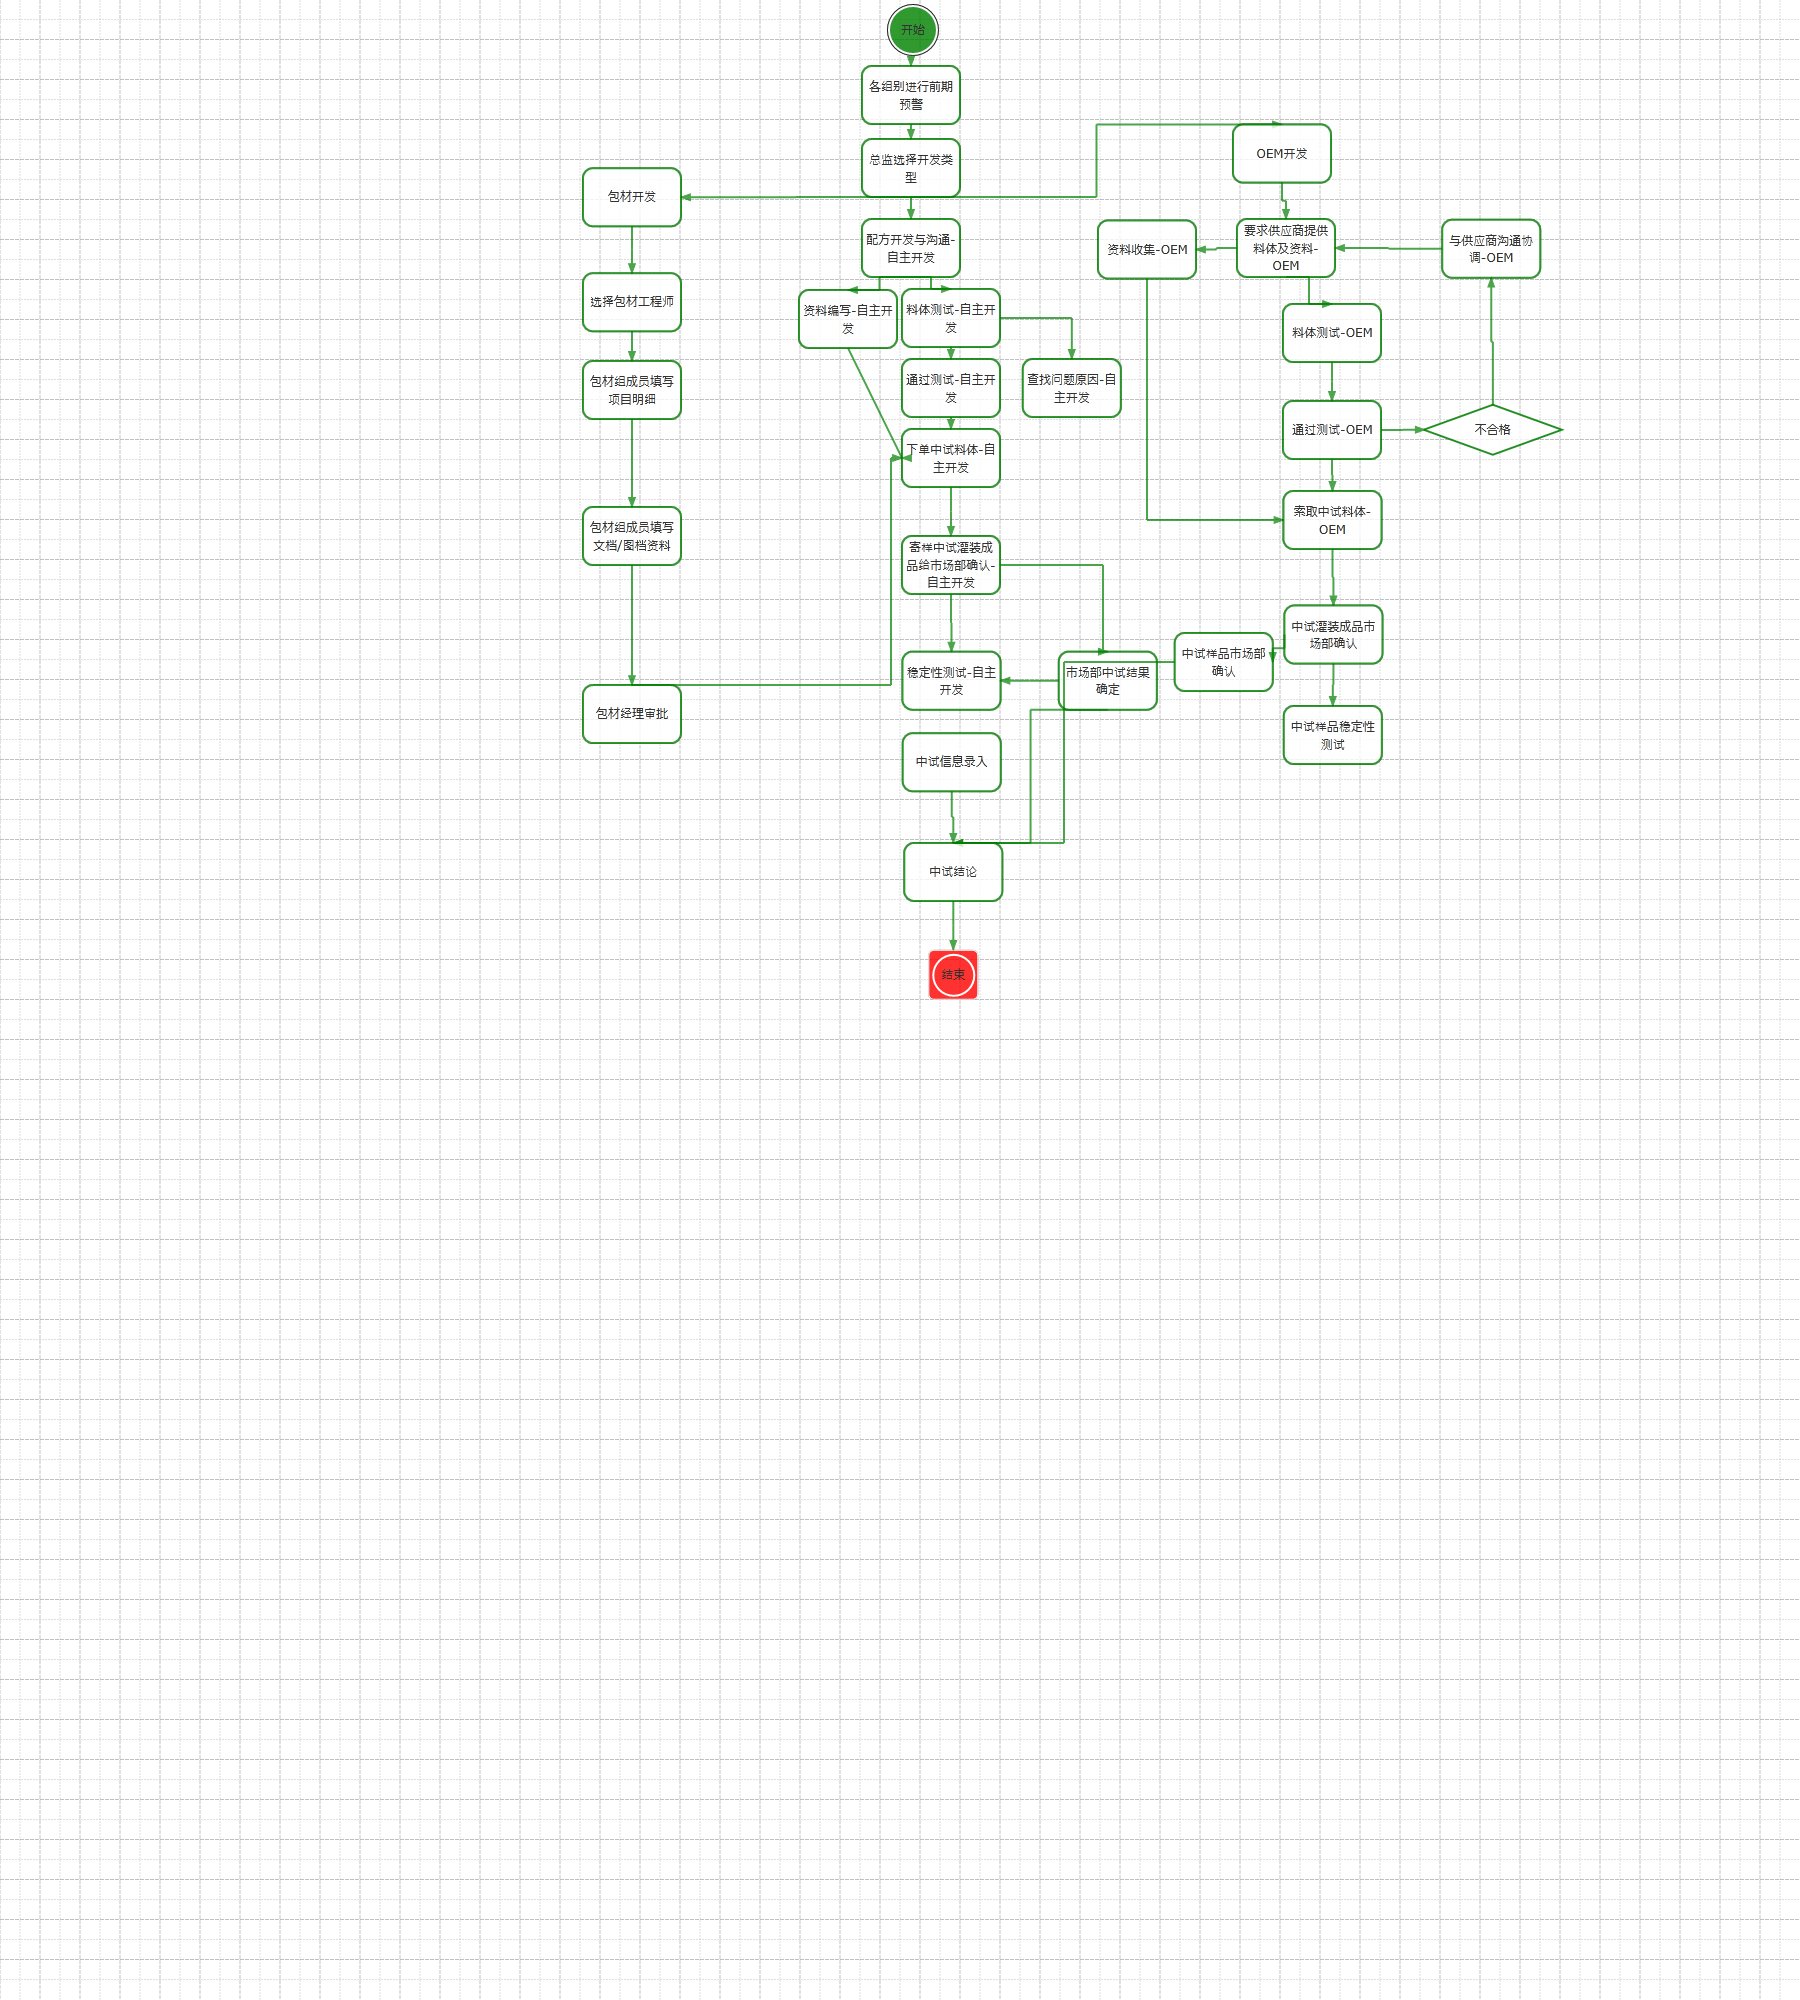 开始
各组别进行前期
预警
总监选择开发类
型
OEM开发
包材开发
配方开发与沟通-
自主开发
资料收集-OEM
要求供应商提供
料体及资料-
OEM
与供应商沟通协
调-OEM
选择包材工程师
资料编写-自主开
发
料体测试-自主开
发
料体测试-OEM
包材组成员填写
项目明细
通过测试-自主开
发
查找问题原因-自
主开发
通过测试-OEM
不合格
下单中试料体-自
主开发
包材组成员填写
文档/图档资料
索取中试料体-
OEM
寄样中试灌装成
品给市场部确认-
自主开发
中试灌装成品市
场部确认
中试样品市场部
确认
稳定性测试-自主
开发
市场部中试结果
确定
包材经理审批
中试样品稳定性
测试
中试信息录入
中试结论
结束